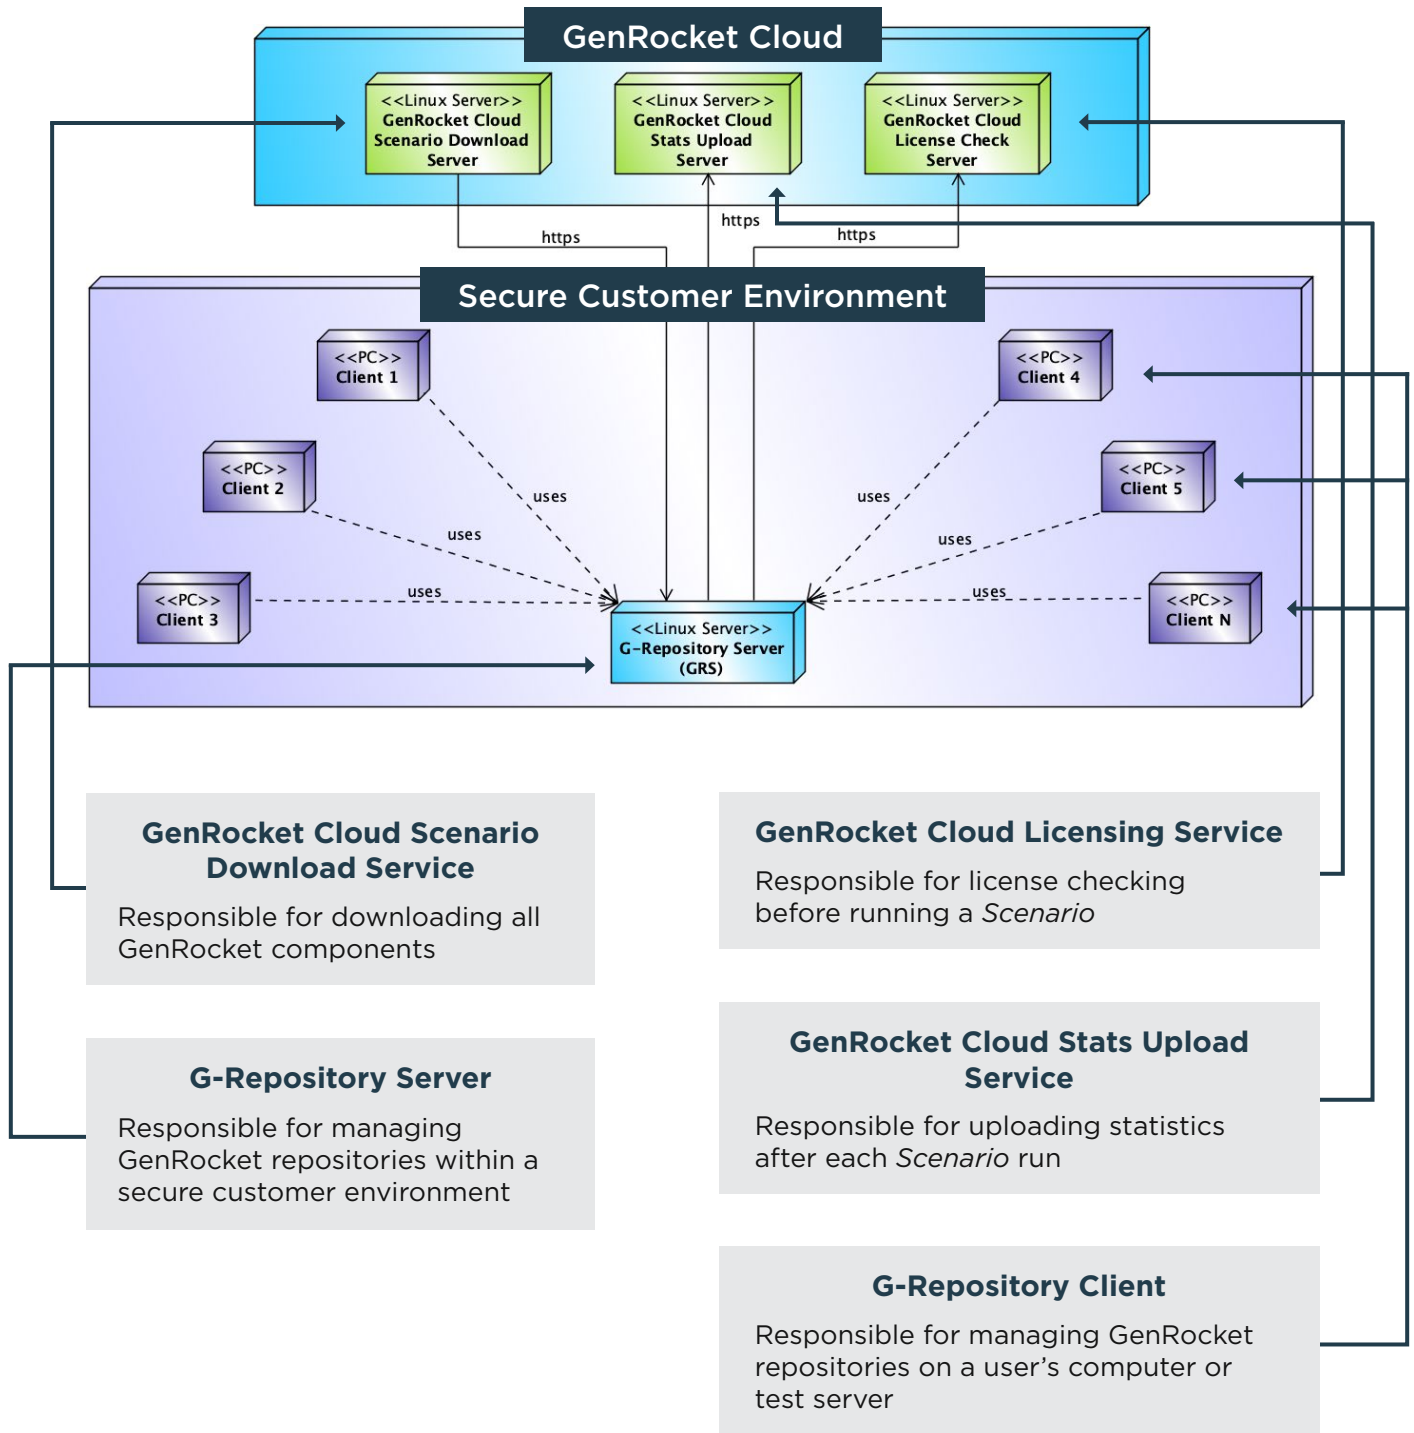 GenRocket Cloud
<<Linux Server>>
GenRocket Cloud
Scenario Download
Server
<<Linux Server>>
GenRocket Cloud
Stats Upload
Server
<<Linux Server>>
GenRocket Cloud
License Check
Server
https
https
https
Secure Customer Environment
<<PC>>
Client 1
<<PC>>
Client 4
<<PC>>
Client 2
<<PC>>
Client 5
uses
uses
uses
uses
<<PC>>
Client 3
uses
uses
<<PC>>
Client N
<<Linux Server>>
G-Repository Server
(GRS)
GenRocket Cloud Scenario
Download Service
Responsible for downloading all
GenRocket components
G-Repository Server
Responsible for managing
GenRocket repositories within a
secure customer environment
GenRocket Cloud Licensing Service
Responsible for license checking
before running a Scenario
GenRocket Cloud Stats Upload
Service
Responsible for uploading statistics
after each Scenario run
G-Repository Client
Responsible for managing GenRocket
repositories on a user’s computer or
test server